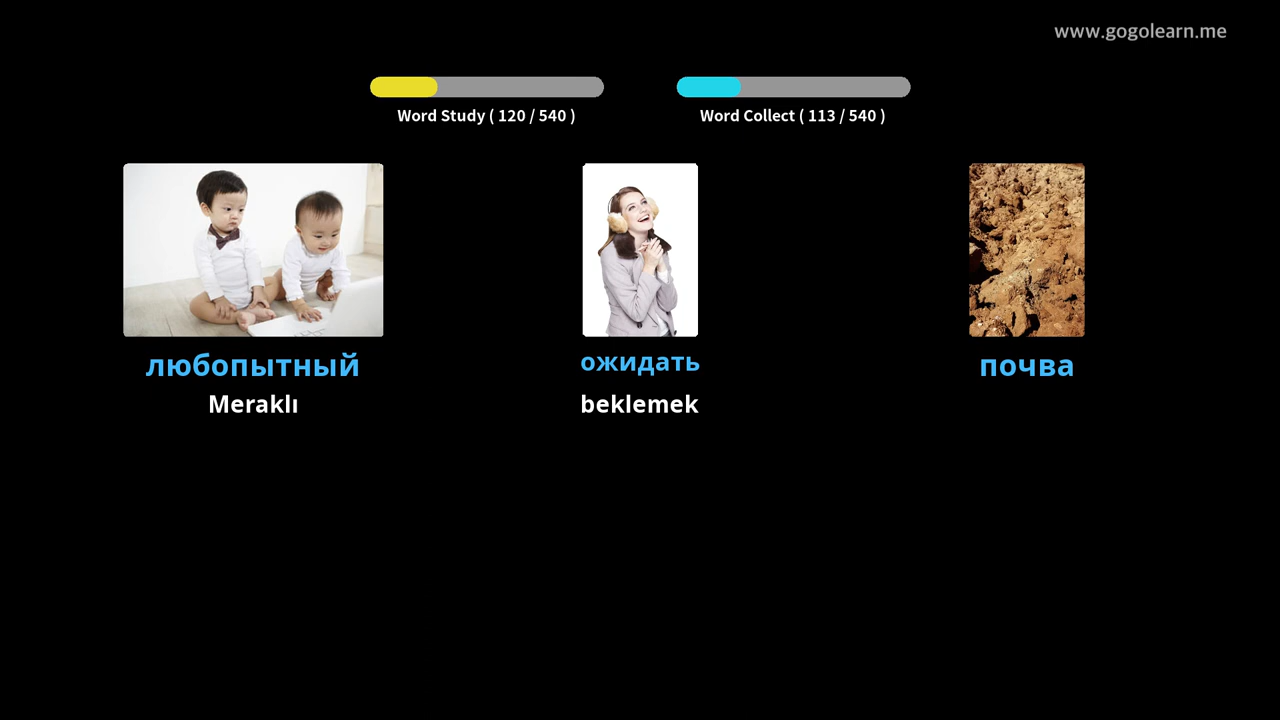 www.gogolearn.me
Word Study ( 120 / 540 )
Word Collect ( 113 / 540 )
любопытный
Meraklı
ожидать
beklemek
почва